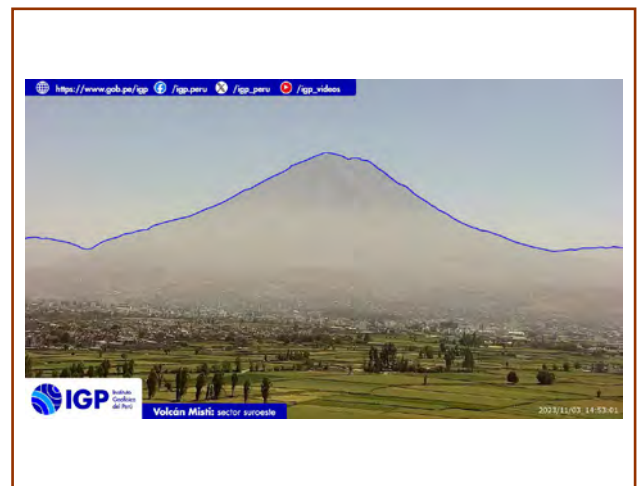 https://www.gob.pe/igp /igp.peru /igp_peru /igp_videos
IGP Instituto Geofísico del Perú
Volcán Misti: sector suroeste
2023/11/03_14:53:01